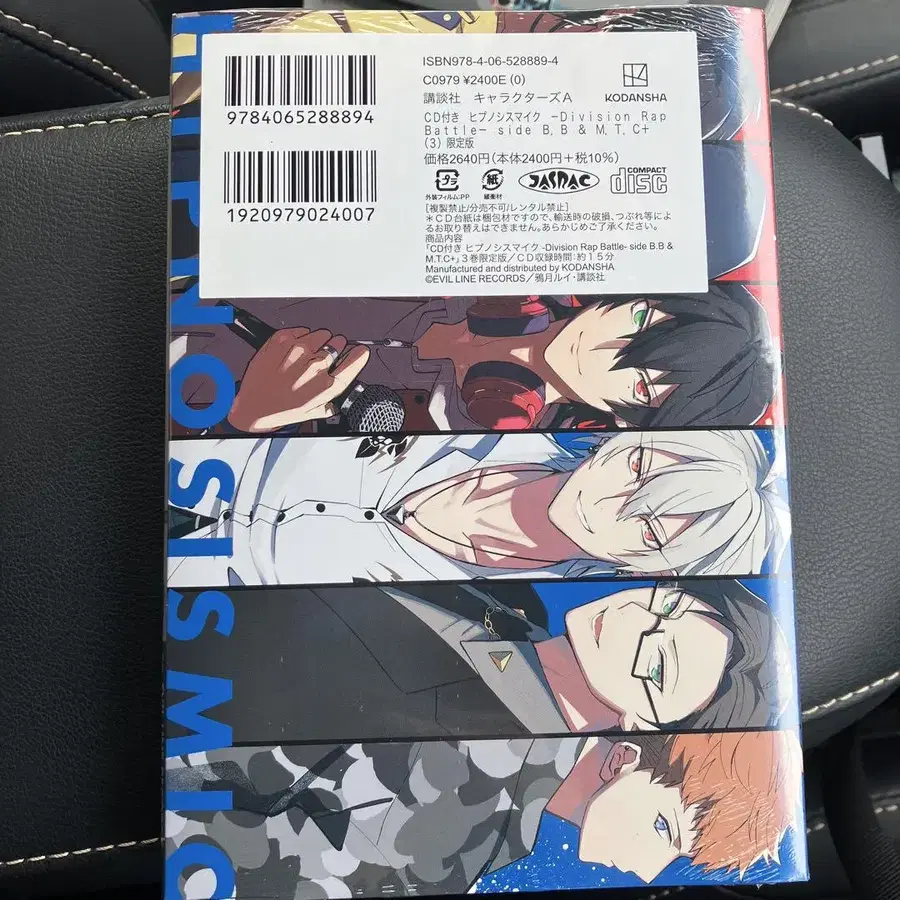 ISBN978-4-06-528889-4
C0979 ¥2400E (0)
講談社 キャラクターズA
KODANSHA
9784065288894
CD付き ヒプノシスマイク -Division Rap
Battle- side B.B & M.T.C+
(3) 限定版
価格2640円(本体2400円+税10%)
1920979024007
プラ
外装フィルム:PP
紙
緩衝材
JASRAC
COMPACT
disc
[複製禁止/分売不可/レンタル禁止]
*CD台紙は梱包材ですので、輸送時の破損、つぶれ等によ
るお取り替えはできません。あらかじめご了承ください。
商品内容
「CD付き ヒプノシスマイク -Division Rap Battle- side B.B &
M.T.C+」3巻限定版/CD収録時間:約15分
Manufactured and distributed by KODANSHA
©EVIL LINE RECORDS/鴉月ルイ・講談社
HYPNOSISMIC